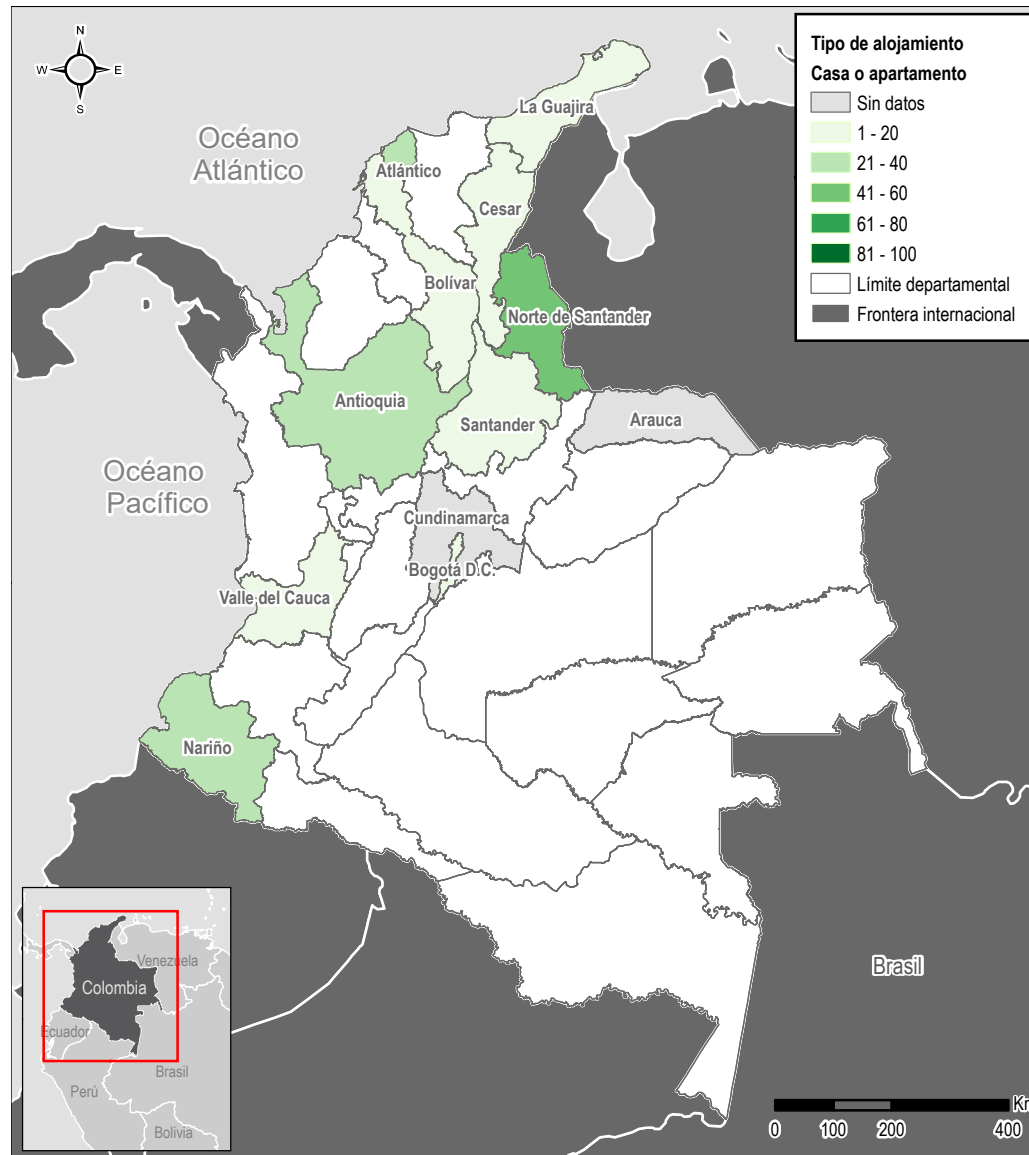 N
W
E
S
Tipo de alojamiento
Casa o apartamento
Sin datos
1 - 20
21 - 40
41 - 60
61 - 80
81 - 100
Límite departamental
Frontera internacional
Océano
Atlántico
La Guajira
Atlántico
Cesar
Bolívar
Norte de Santander
Antioquia
Santander
Arauca
Océano
Pacífico
Cundinamarca
Bogotá D.C.
Valle del Cauca
Nariño
Brasil
Venezuela
Colombia
Ecuador
Brasil
Perú
Bolivia
Km
0
100
200
400